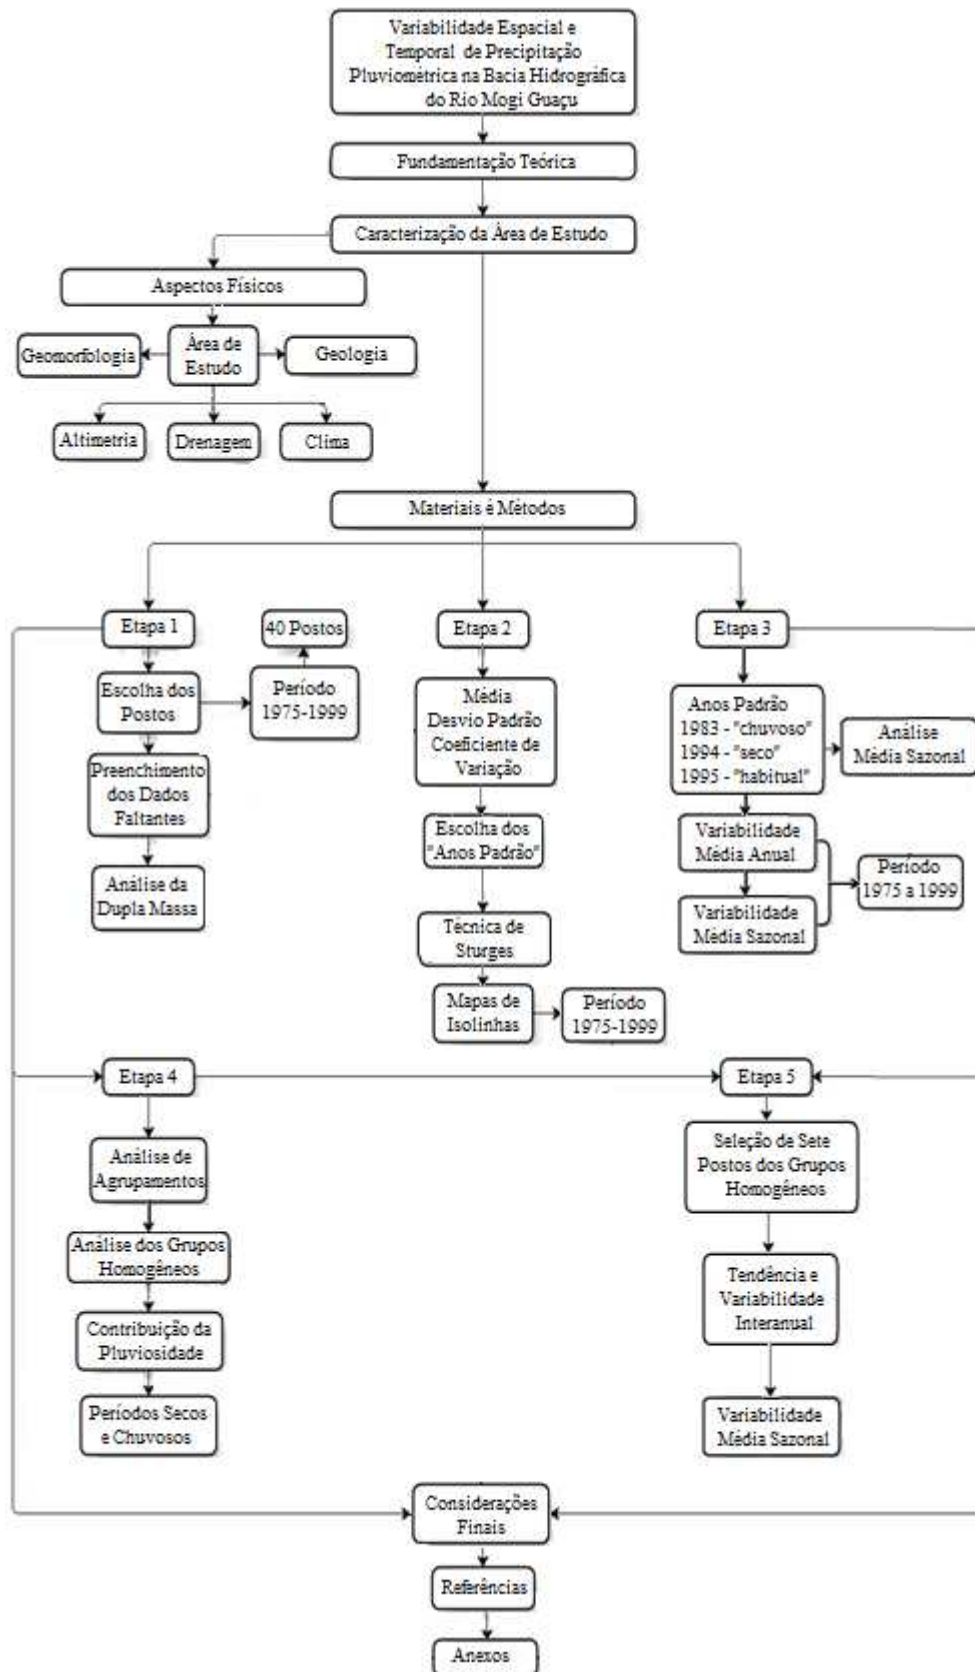 Variabilidade Espacial e
Temporal de Precipitação
Pluviométrica na Bacia Hidrográfica
do Rio Mogi Guaçu
Fundamentação Teórica
Caracterização da Área de Estudo
Aspectos Físicos
Geomorfologia
Área de
Estudo
Geologia
Altimetria
Drenagem
Clima
Materiais é Métodos
Etapa 1
40 Postos
Escolha dos
Postos
Período
1975-1999
Preenchimento
dos Dados
Faltantes
Análise da
Dupla Massa
Etapa 2
Média
Desvio Padrão
Coeficiente de
Variação
Escolha dos
"Anos Padrão"
Técnica de
Sturges
Mapas de
Isolinhas
Período
1975-1999
Etapa 3
Anos Padrão
1983 - "chuvoso"
1994 - "seco"
1995 - "habitual"
Análise
Média Sazonal
Variabilidade
Média Anual
Variabilidade
Média Sazonal
Período
1975 a 1999
Etapa 4
Análise de
Agrupamentos
Análise dos Grupos
Homogêneos
Contribuição da
Pluviosidade
Períodos Secos
e Chuvosos
Etapa 5
Seleção de Sete
Postos dos Grupos
Homogêneos
Tendência e
Variabilidade
Interanual
Variabilidade
Média Sazonal
Considerações
Finais
Referências
Anexos